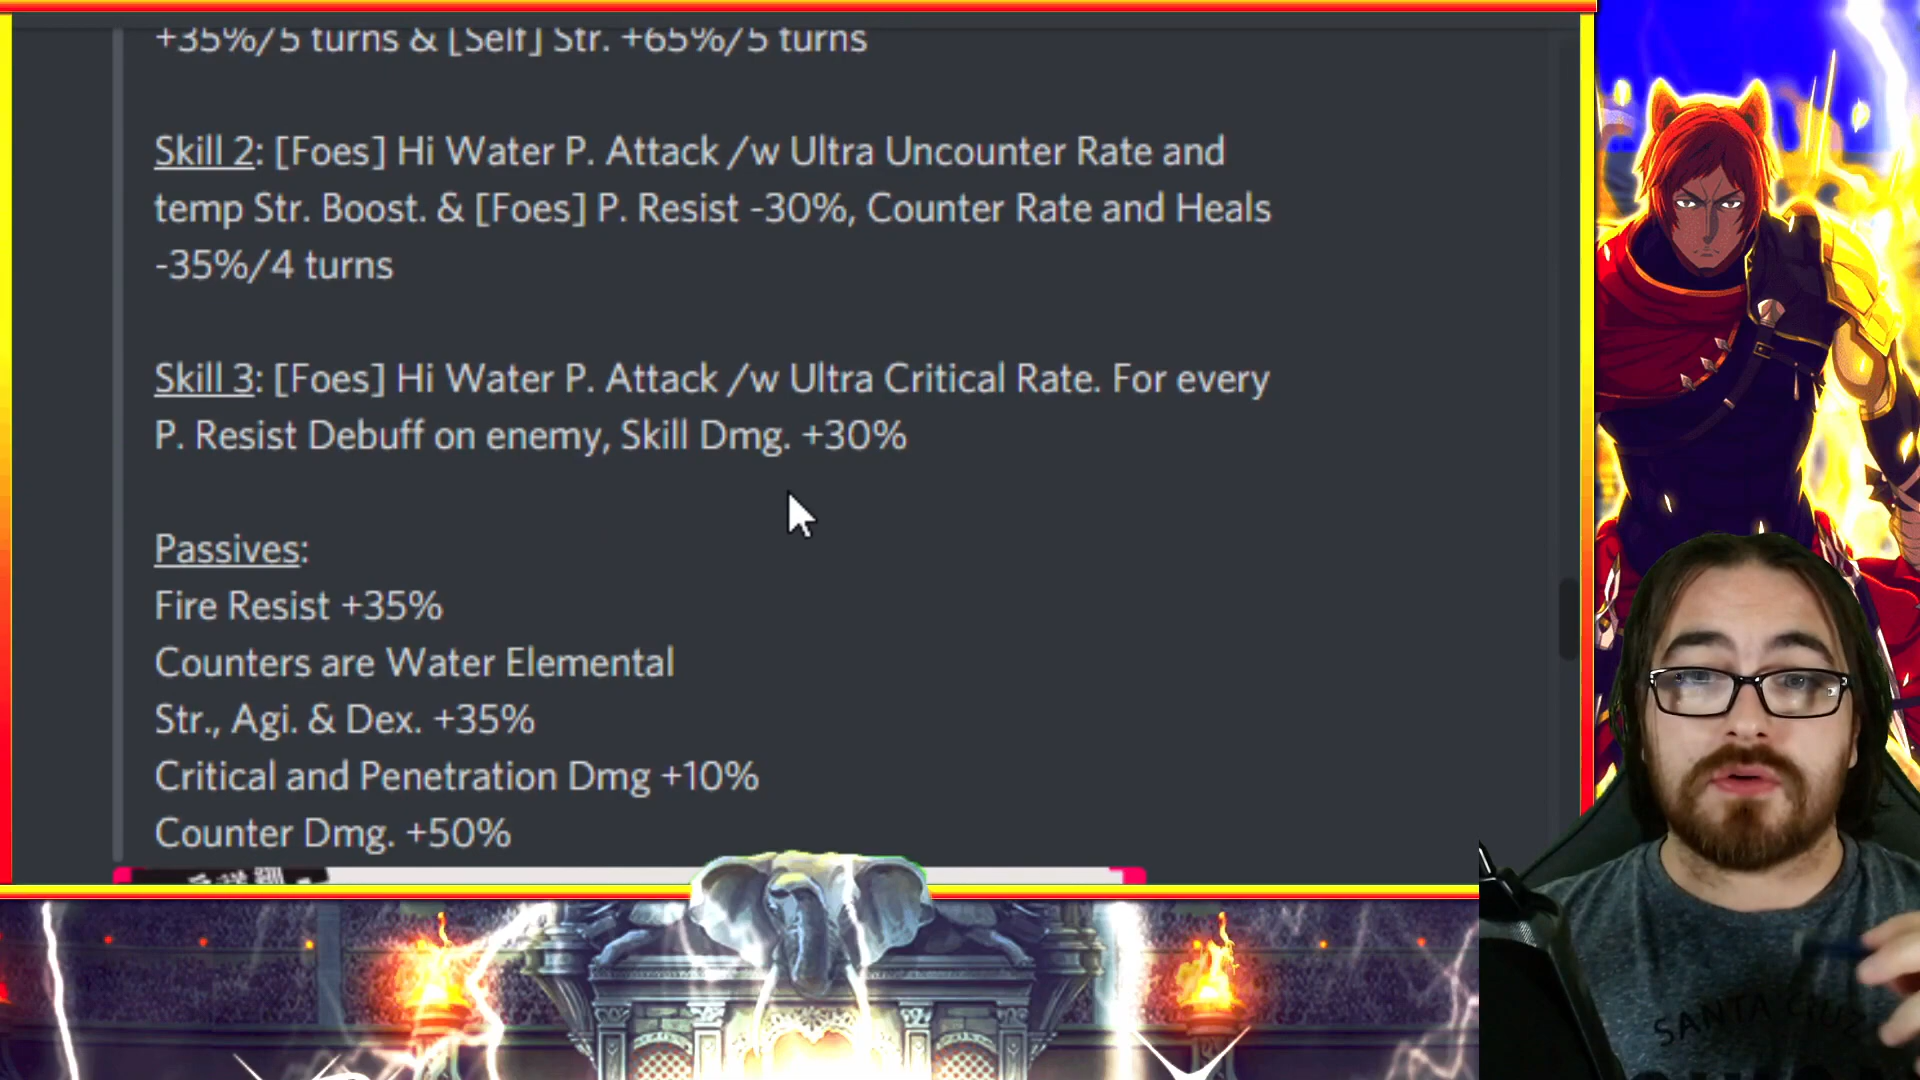 +35%/5 turns & [Self] Str. +65%/5 turns
Skill 2: [Foes] Hi Water P. Attack /w Ultra Uncounter Rate and
temp Str. Boost. & [Foes] P. Resist -30%, Counter Rate and Heals
-35%/4 turns
Skill 3: [Foes] Hi Water P. Attack /w Ultra Critical Rate. For every
P. Resist Debuff on enemy, Skill Dmg. +30%
Passives:
Fire Resist +35%
Counters are Water Elemental
Str., Agi. & Dex. +35%
Critical and Penetration Dmg +10%
Counter Dmg. +50%
SANTA CRUZ